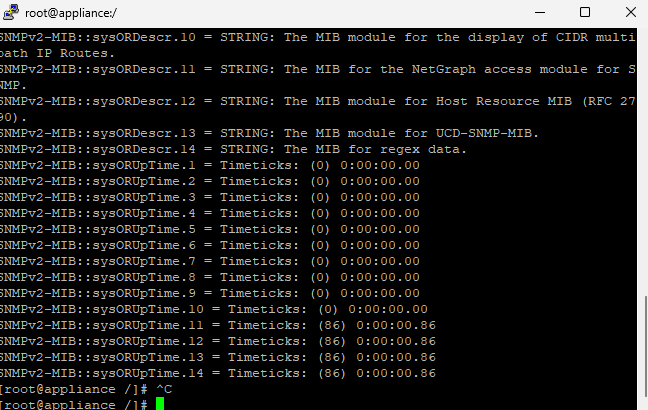 root@appliance:/
SNMPv2-MIB::sysORDescr.10 = STRING: The MIB module for the display of CIDR multi
path IP Routes.
SNMPv2-MIB::sysORDescr.11 = STRING: The MIB for the NetGraph access module for S
NMP.
SNMPv2-MIB::sysORDescr.12 = STRING: The MIB module for Host Resource MIB (RFC 27
90).
SNMPv2-MIB::sysORDescr.13 = STRING: The MIB module for UCD-SNMP-MIB.
SNMPv2-MIB::sysORDescr.14 = STRING: The MIB for regex data.
SNMPv2-MIB::sysORUpTime.1 = Timeticks: (0) 0:00:00.00
SNMPv2-MIB::sysORUpTime.2 = Timeticks: (0) 0:00:00.00
SNMPv2-MIB::sysORUpTime.3 = Timeticks: (0) 0:00:00.00
SNMPv2-MIB::sysORUpTime.4 = Timeticks: (0) 0:00:00.00
SNMPv2-MIB::sysORUpTime.5 = Timeticks: (0) 0:00:00.00
SNMPv2-MIB::sysORUpTime.6 = Timeticks: (0) 0:00:00.00
SNMPv2-MIB::sysORUpTime.7 = Timeticks: (0) 0:00:00.00
SNMPv2-MIB::sysORUpTime.8 = Timeticks: (0) 0:00:00.00
SNMPv2-MIB::sysORUpTime.9 = Timeticks: (0) 0:00:00.00
SNMPv2-MIB::sysORUpTime.10 = Timeticks: (0) 0:00:00.00
SNMPv2-MIB::sysORUpTime.11 = Timeticks: (86) 0:00:00.86
SNMPv2-MIB::sysORUpTime.12 = Timeticks: (86) 0:00:00.86
SNMPv2-MIB::sysORUpTime.13 = Timeticks: (86) 0:00:00.86
SNMPv2-MIB::sysORUpTime.14 = Timeticks: (86) 0:00:00.86
[root@appliance /]# ^C
[root@appliance /]#